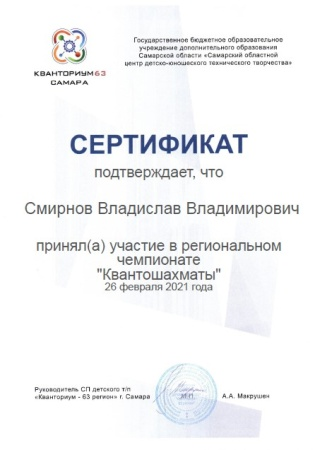 Государственное бюджетное образовательное
учреждение дополнительного образования
Самарской области «Самарский областной
центр детско-юношеского технического творчества»
КВАНТОРИУМ63
САМАРА
СЕРТИФИКАТ
подтверждает, что
Смирнов Владислав Владимирович
принял(а) участие в региональном
чемпионате
"Квантошахматы"
26 февраля 2021 года
Руководитель СП детского т/п
«Кванториум - 63 регион» г. Самара
М.П.
А.А. Макрушен